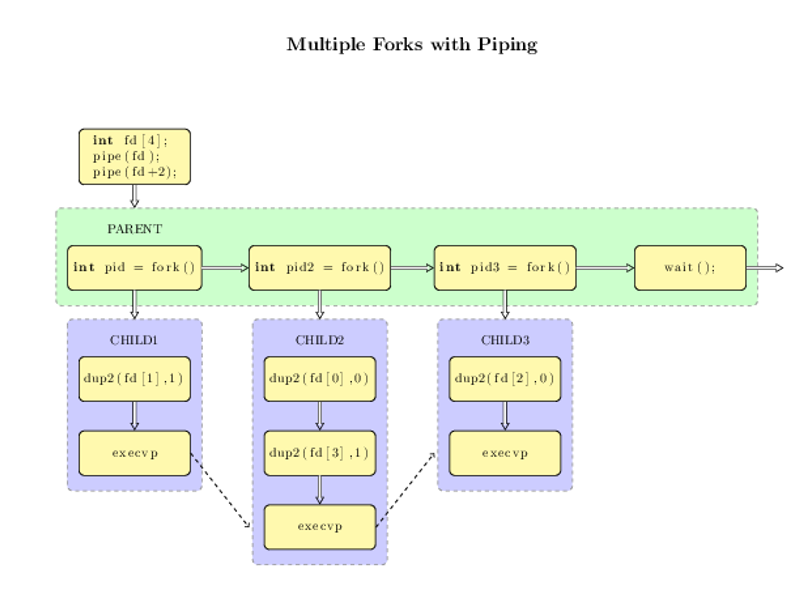 Multiple Forks with Piping
int fd[4];
pipe(fd);
pipe(fd+2);
PARENT
int pid = fork()
int pid2 = fork()
int pid3 = fork()
wait();
CHILD1
CHILD2
CHILD3
dup2(fd[1],1)
dup2(fd[0],0)
dup2(fd[2],0)
execvp
dup2(fd[3],1)
execvp
execvp